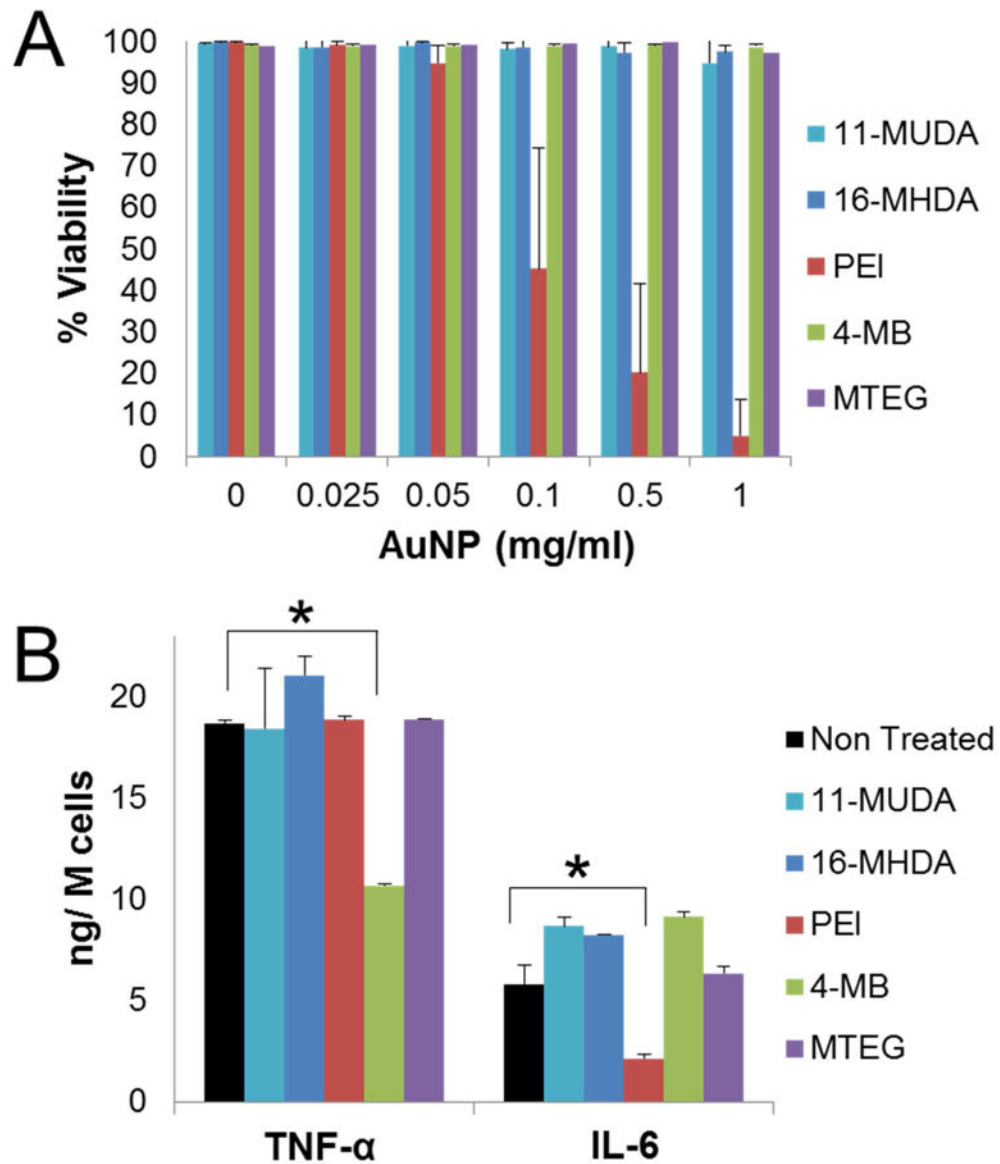 A
100
90
80
70
60
50
40
30
20
10
0
% Viability
0 0.025 0.05 0.1 0.5 1
AuNP (mg/ml)
11-MUDA
16-MHDA
PEI
4-MB
MTEG
B
*
*
20
15
10
5
0
ng/ M cells
TNF-α IL-6
Non Treated
11-MUDA
16-MHDA
PEI
4-MB
MTEG